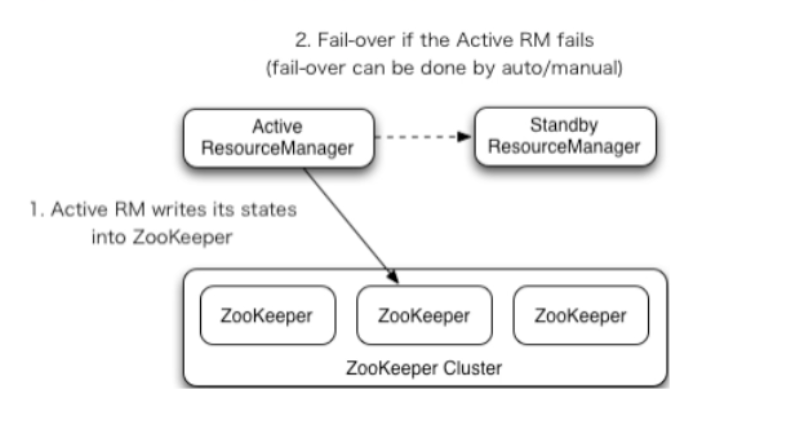 2. Fail-over if the Active RM fails
(fail-over can be done by auto/manual)
Active
ResourceManager
Standby
ResourceManager
1. Active RM writes its states
into ZooKeeper
ZooKeeper
ZooKeeper
ZooKeeper
ZooKeeper Cluster